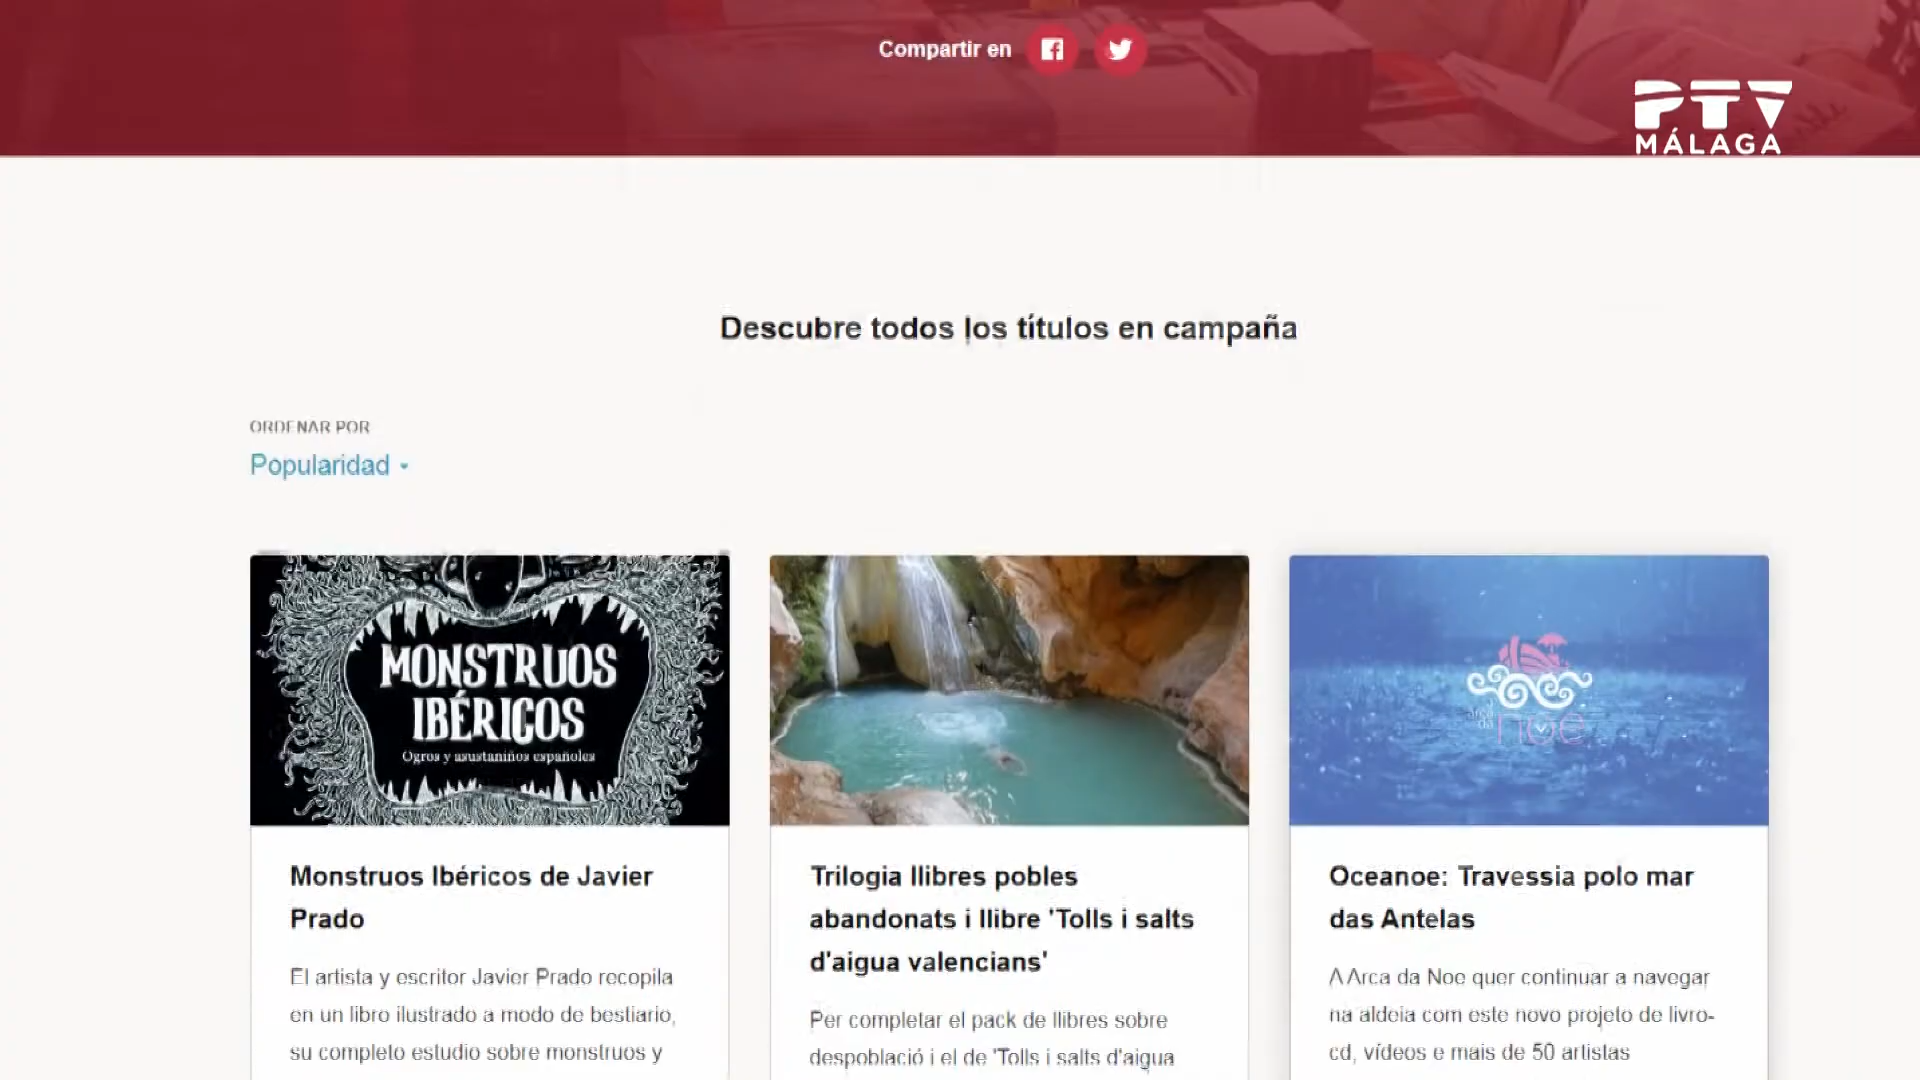 Compartir en
PTV
MÁLAGA
Descubre todos los títulos en campaña
ORDENAR POR
Popularidad
MONSTRUOS
IBÉRICOS
Ogros y asustaniños españoles
arca
da
noe
Monstruos Ibéricos de Javier
Prado
El artista y escritor Javier Prado recopila
en un libro ilustrado a modo de bestiario,
su completo estudio sobre monstruos y
Trilogia llibres pobles
abandonats i llibre 'Tolls i salts
d'aigua valencians'
Per completar el pack de llibres sobre
despoblació i el de 'Tolls i salts d'aigua
Oceanoe: Travessia polo mar
das Antelas
A Arca da Noe quer continuar a navegar
na aldeia com este novo projeto de livro-
cd, vídeos e mais de 50 artistas